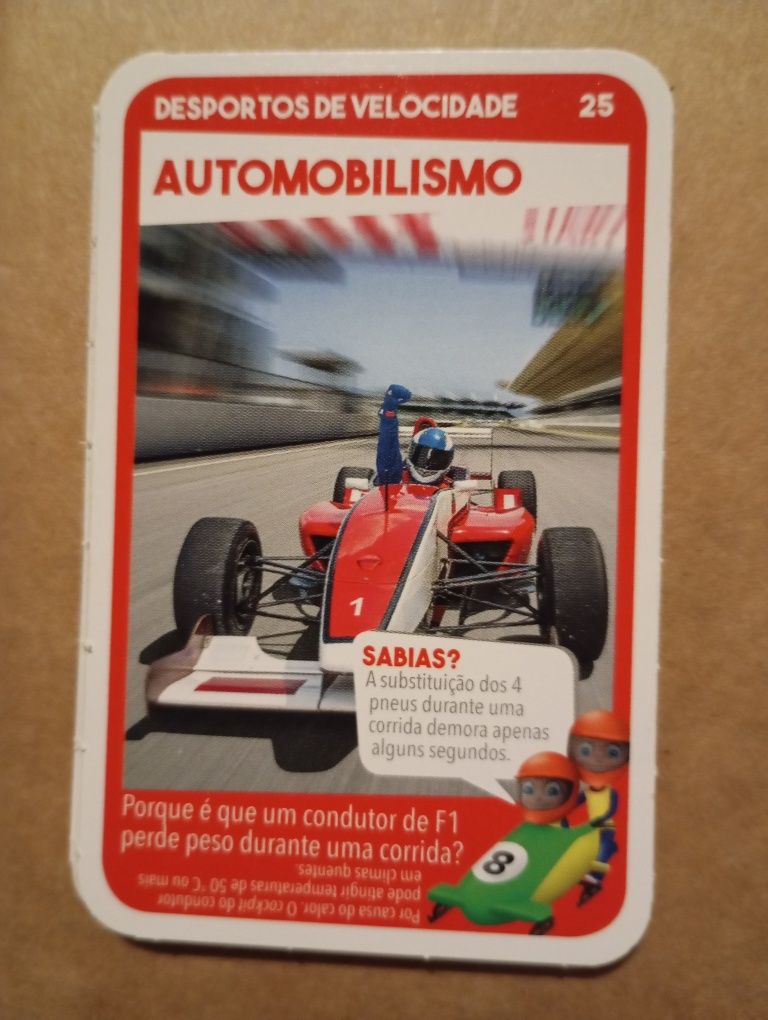 DESPORTOS DE VELOCIDADE 25
AUTOMOBILISMO
1
SABIAS?
A substituição dos 4
pneus durante uma
corrida demora apenas
alguns segundos.
8
Porque é que um condutor de F1
perde peso durante uma corrida?
Por causa do calor. O cockpit do condutor
pode atingir temperaturas de 50 °C ou mais
em climas quentes.